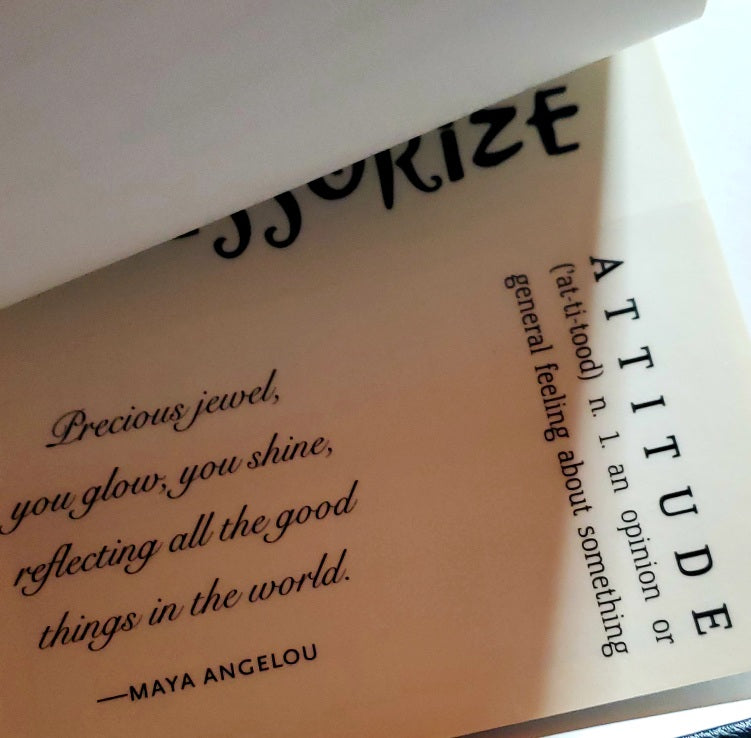 Precious jewel,
you glow, you shine,
reflecting all the good
things in the world.
—MAYA ANGELOU
ATTITUDE
('at-ti-tood) n. 1. an opinion or
general feeling about something